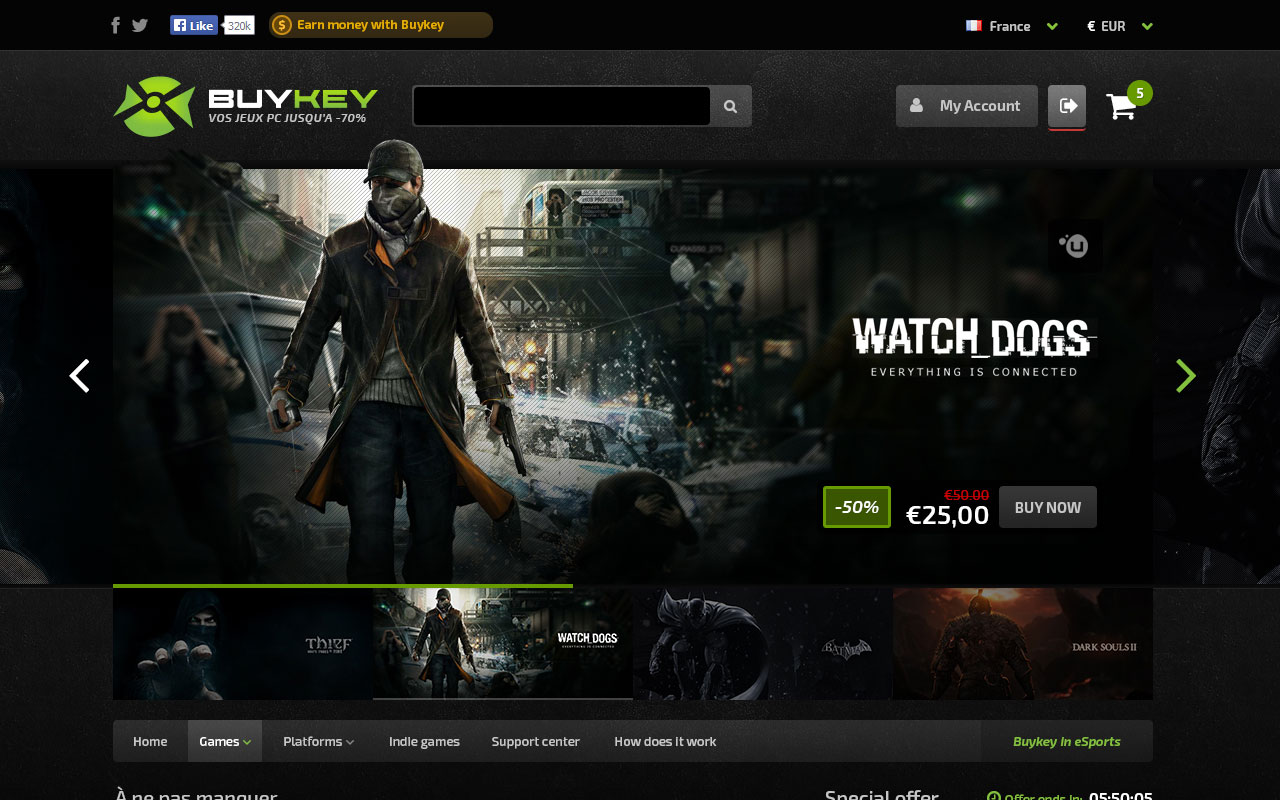 Like
320k
$ Earn money with Buykey
France
€ EUR
BUYKEY
VOS JEUX PC JUSQU'A -70%
My Account
5
WATCH_DOGS
EVERYTHING IS CONNECTED
-50%
€50.00
€25,00
BUY NOW
THIEF
WATCH_DOGS
EVERYTHING IS CONNECTED
BATMAN
DARK SOULS II
Home
Games
Platforms
Indie games
Support center
How does it work
Buykey in eSports
À ne pas manquer
Special offer
Offer ends in: 05:50:05